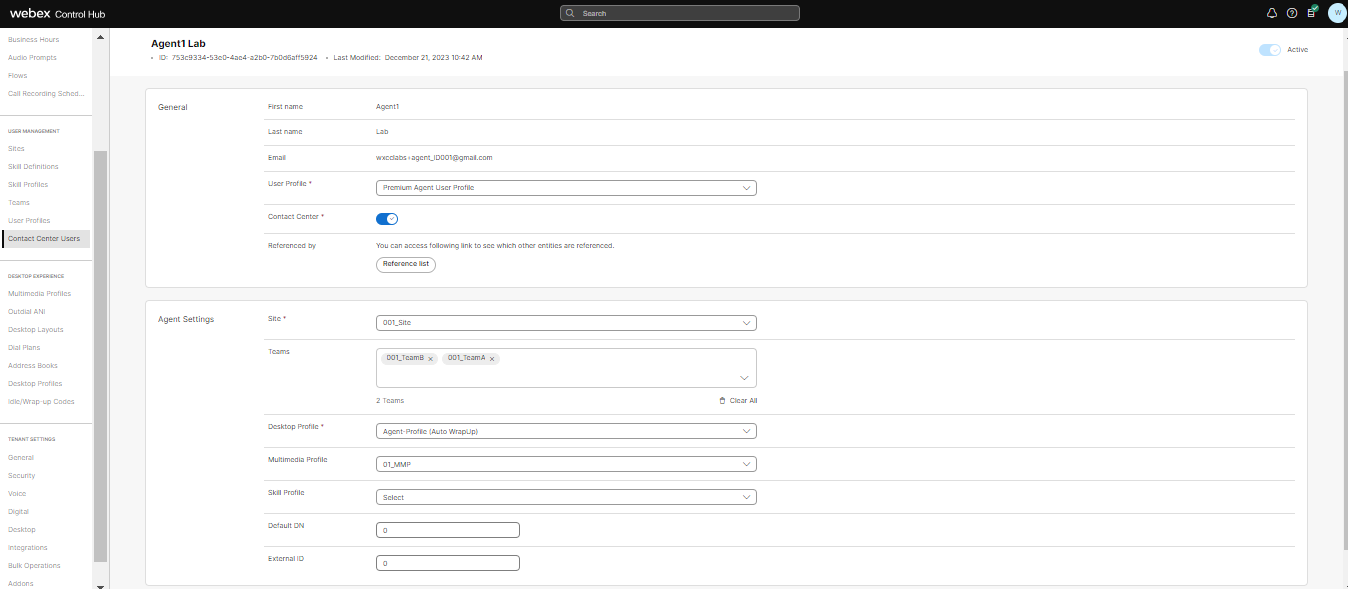 webex Control Hub
Search
W
Business Hours
Audio Prompts
Flows
Call Recording Sched...
USER MANAGEMENT
Sites
Skill Definitions
Skill Profiles
Teams
User Profiles
Contact Center Users
DESKTOP EXPERIENCE
Multimedia Profiles
Outdial ANI
Desktop Layouts
Dial Plans
Address Books
Desktop Profiles
Idle/Wrap-up Codes
TENANT SETTINGS
General
Security
Voice
Digital
Desktop
Integrations
Bulk Operations
Addons
Agent1 Lab
• ID: 753c9334-53e0-4ae4-a2b0-7b0d6aff5924 • Last Modified: December 21, 2023 10:42 AM
Active
General
First name Agent1
Last name Lab
Email wxcclabs+agent_ID001@gmail.com
User Profile * Premium Agent User Profile
Contact Center *
Referenced by You can access following link to see which other entities are referenced.
Reference list
Agent Settings
Site * 001_Site
Teams 001_TeamB × 001_TeamA ×
2 Teams Clear All
Desktop Profile * Agent-Profile (Auto WrapUp)
Multimedia Profile 01_MMP
Skill Profile Select
Default DN 0
External ID 0